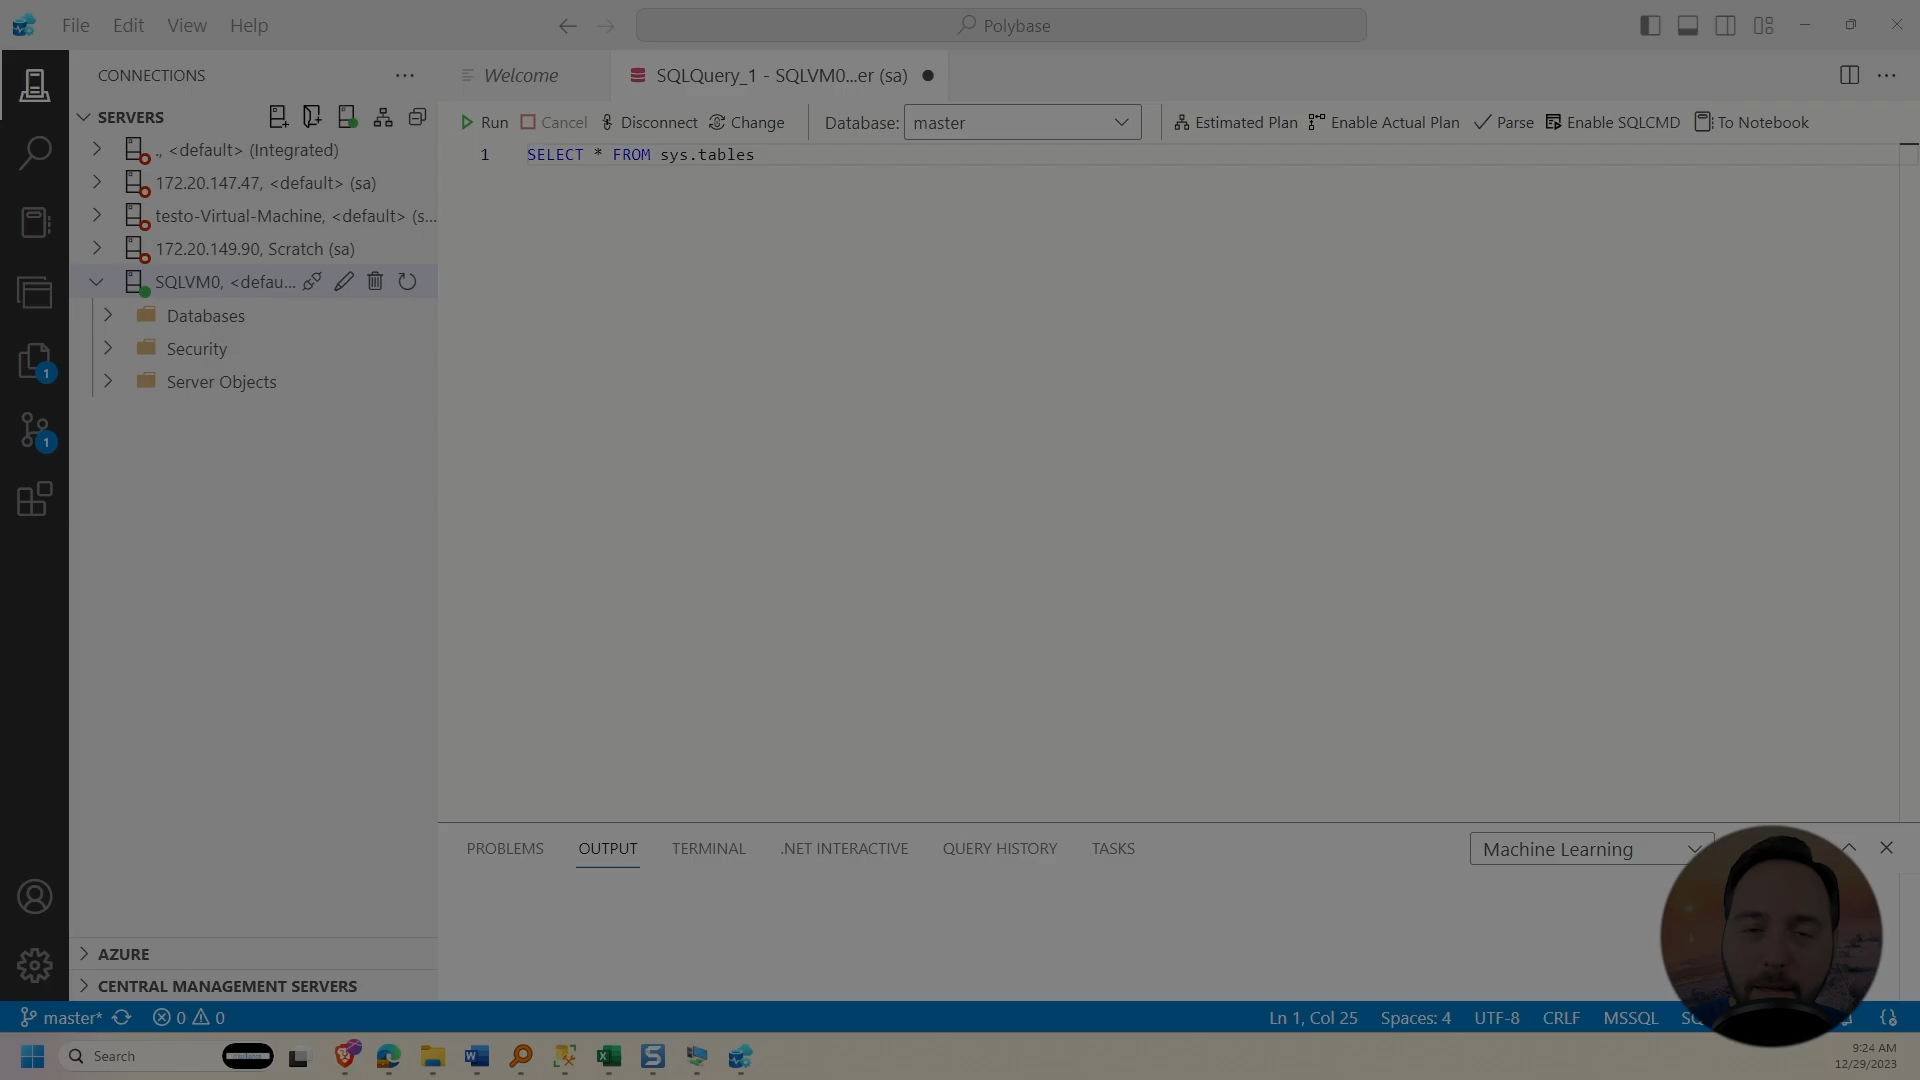 File Edit View Help
Polybase
CONNECTIONS
Welcome
SQLQuery_1 - SQLVM0...er (sa)
SERVERS
Run Cancel Disconnect Change
Database: master
Estimated Plan Enable Actual Plan Parse Enable SQLCMD To Notebook
., <default> (Integrated)
172.20.147.47, <default> (sa)
testo-Virtual-Machine, <default> (s...
172.20.149.90, Scratch (sa)
SQLVM0, <defau...
Databases
Security
Server Objects
1 SELECT * FROM sys.tables
1
1
PROBLEMS OUTPUT TERMINAL .NET INTERACTIVE QUERY HISTORY TASKS
Machine Learning
AZURE
CENTRAL MANAGEMENT SERVERS
master* 0 0
Ln 1, Col 25 Spaces: 4 UTF-8 CRLF MSSQL
Search
9:24 AM
12/29/2023